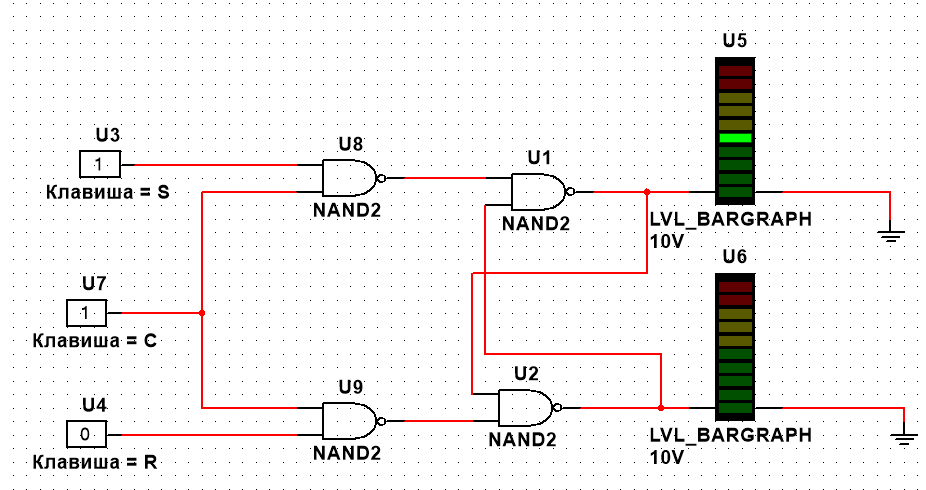 U5
U3
1
Клавиша = S
U8
NAND2
U1
NAND2
LVL_BARGRAPH
10V
U7
1
Клавиша = C
U6
U9
NAND2
U2
NAND2
U4
0
Клавиша = R
LVL_BARGRAPH
10V